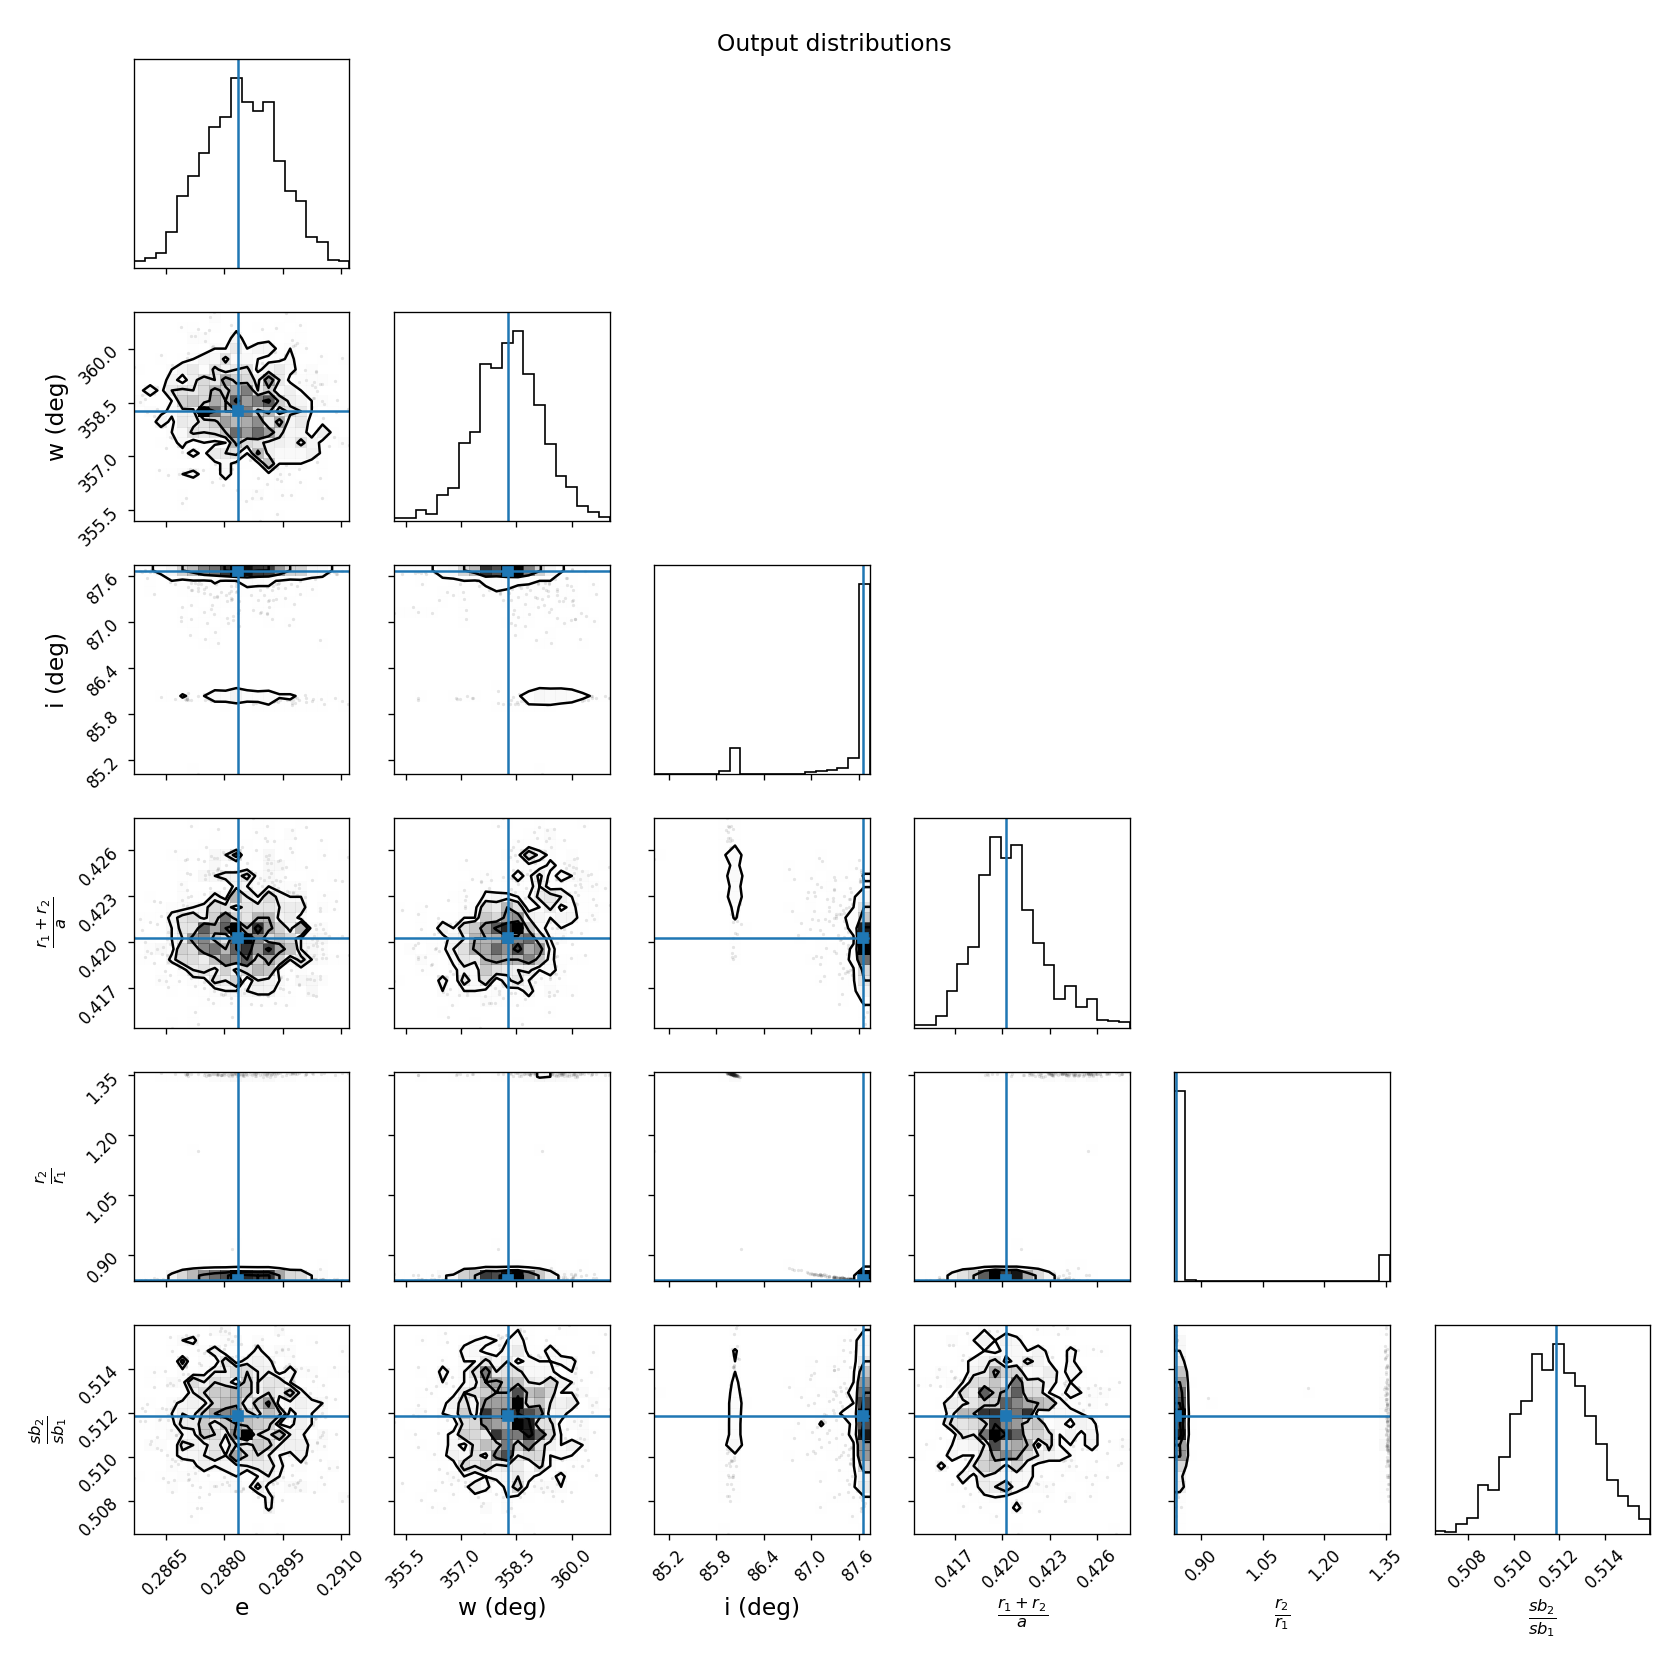 Output distributions
w (deg)
360.0
358.5
357.0
355.5
i (deg)
87.6
87.0
86.4
85.8
85.2
r₁ + r₂
a
0.426
0.423
0.420
0.417
r₂
r₁
1.35
1.20
1.05
0.90
sb₂
sb₁
0.514
0.512
0.510
0.508
0.2865 0.2880 0.2895 0.2910 355.5 357.0 358.5 360.0 85.2 85.8 86.4 87.0 87.6 0.417 0.420 0.423 0.426 0.90 1.05 1.20 1.35 0.508 0.510 0.512 0.514
e w (deg) i (deg) r₁ + r₂ r₂ sb₂
a r₁ sb₁